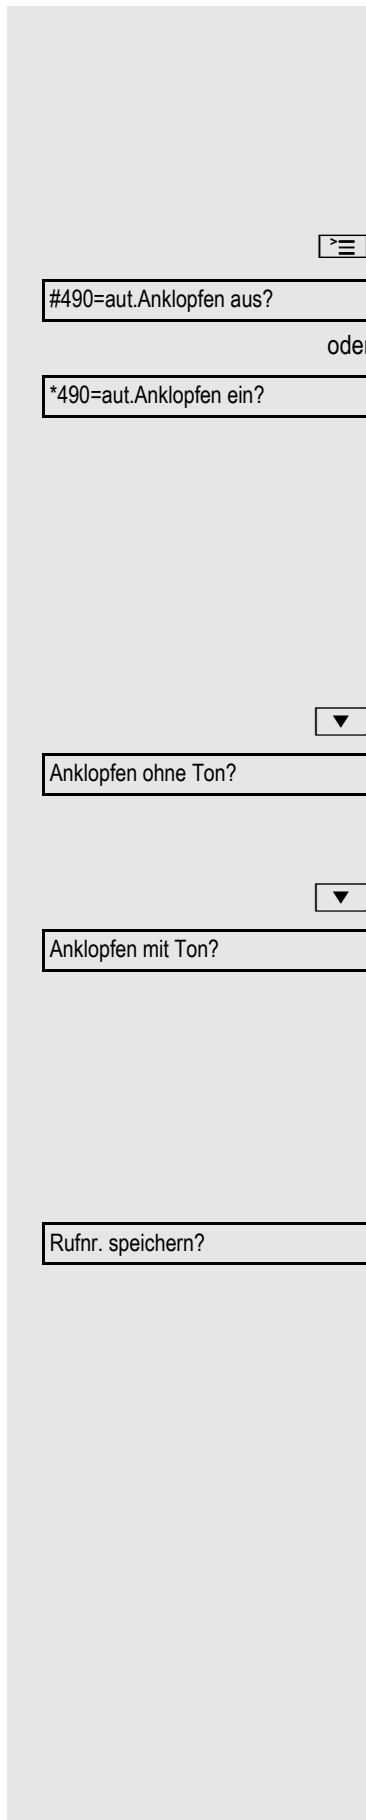 #490=aut.Anklopfen aus?
oder
*490=aut.Anklopfen ein?
Anklopfen ohne Ton?
Anklopfen mit Ton?
Rufnr. speichern?